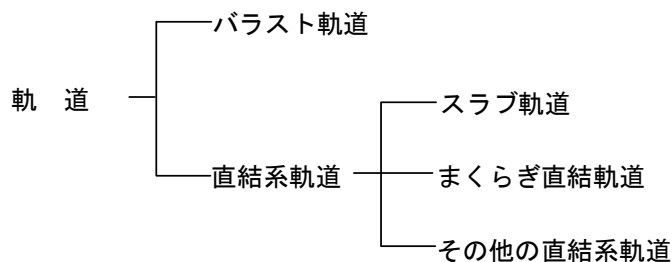 バラスト軌道
軌　道
スラブ軌道
直結系軌道
まくらぎ直結軌道
その他の直結系軌道